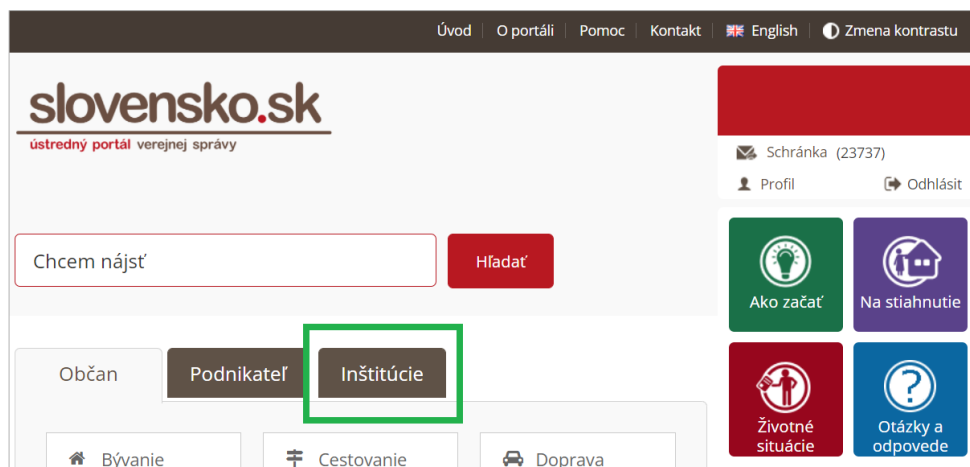 Úvod O portáli Pomoc Kontakt English Zmena kontrastu
slovensko.sk
ústredný portál verejnej správy
Schránka (23737)
Profil Odhlásiť
Chcem nájsť Hľadať
Ako začať Na stiahnutie
Občan Podnikateľ Inštitúcie
Životné situácie
Otázky a odpovede
Bývanie Cestovanie Doprava